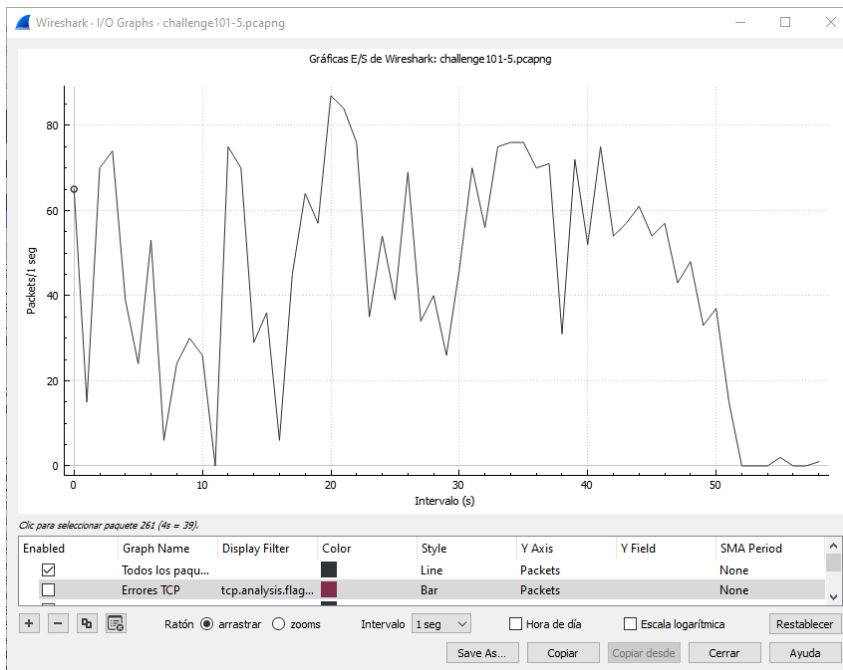 Wireshark · I/O Graphs · challenge101-5.pcapng
Gráficas E/S de Wireshark: challenge101-5.pcapng
Packets/1 seg
80
60
40
20
0
0 10 20 30 40 50
Intervalo (s)
Clic para seleccionar paquete 261 (4s = 39).
Enabled Graph Name Display Filter Color Style Y Axis Y Field SMA Period
Todos los paqu... Line Packets None
Errores TCP tcp.analysis.flag... Bar Packets None
Ratón arrastrar zooms Intervalo 1 seg Hora de día Escala logarítmica Restablecer
Save As... Copiar Copiar desde Cerrar Ayuda